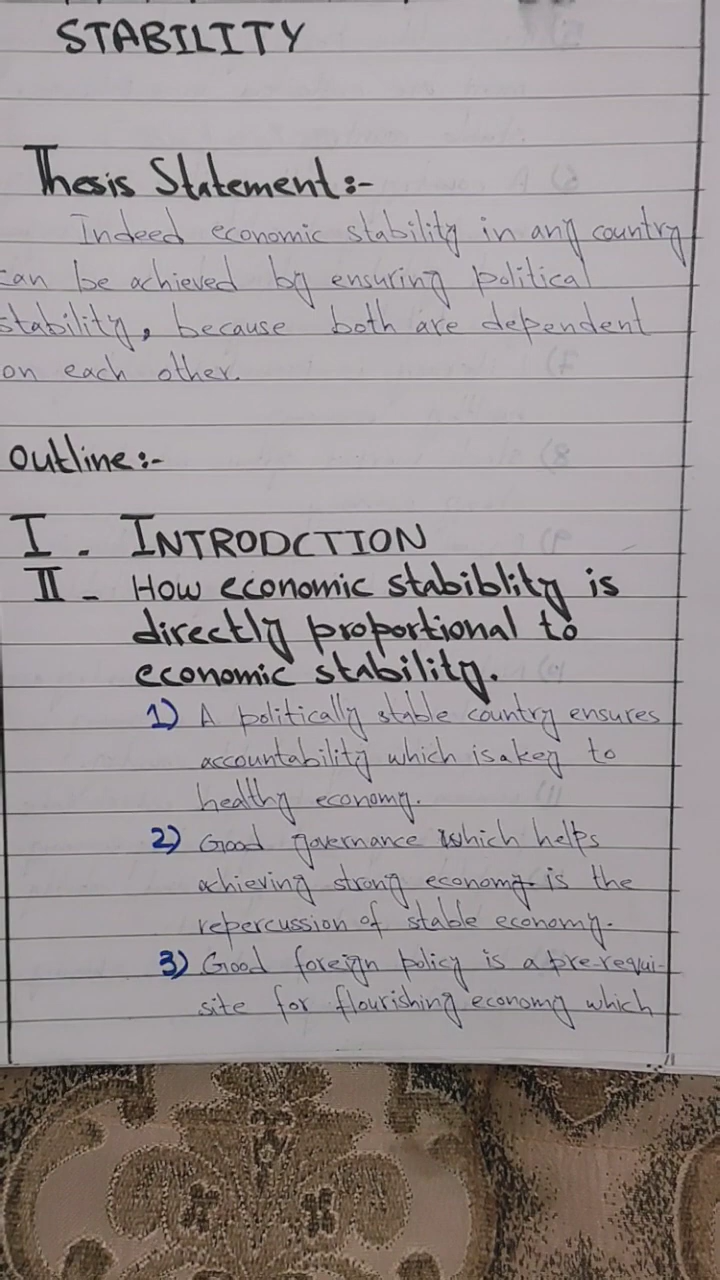 STABILITY
Thesis Statement:-
Indeed economic stability in any country
can be achieved by ensuring political
stability, because both are dependent
on each other.
Outline:-
I. INTRODCTION
II- How economic stabiblity is
directly proportional to
economic stability.
1) A politically stable country ensures
accountability which is a key to
healthy economy.
2) Good governance which helps
achieving strong economy is the
repercussion of stable economy.
3) Good foreign policy is a pre-requi-
site for flourishing economy which